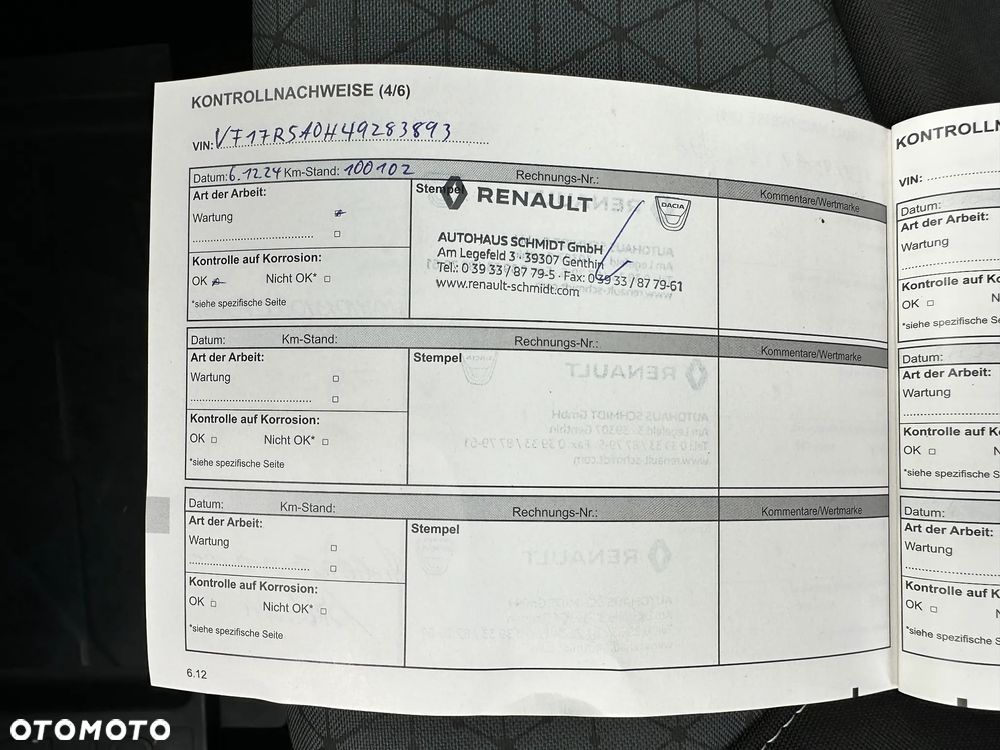 KONTROLLNACHWEISE (4/6)
VIN: VF17R5A0H49283893
Datum: 6.12.24 Km-Stand: 100102 Rechnungs-Nr.: Kommentare/Wertmarke
Art der Arbeit:
Wartung
Kontrolle auf Korrosion:
OK Nicht OK*
*siehe spezifische Seite
Stempel
RENAULT
DACIA
AUTOHAUS SCHMIDT GmbH
Am Legefeld 3 · 39307 Genthin
Tel.: 0 39 33 / 87 79-5 · Fax: 0 39 33 / 87 79-61
www.renault-schmidt.com
Datum: Km-Stand: Rechnungs-Nr.: Kommentare/Wertmarke
Art der Arbeit:
Wartung
Kontrolle auf Korrosion:
OK Nicht OK*
*siehe spezifische Seite
Stempel
Datum: Km-Stand: Rechnungs-Nr.: Kommentare/Wertmarke
Art der Arbeit:
Wartung
Kontrolle auf Korrosion:
OK Nicht OK*
*siehe spezifische Seite
Stempel
6.12
KONTROLLN
VIN:
Datum:
Art der Arbeit:
Wartung
Kontrolle auf Ko
OK N
*siehe spezifische Se
Datum:
Art der Arbeit:
Wartung
Kontrolle auf Ko
OK N
*siehe spezifische S
Datum:
Art der Arbeit:
Wartung
Kontrolle auf K
OK
*siehe spezifische S
OTOMOTO